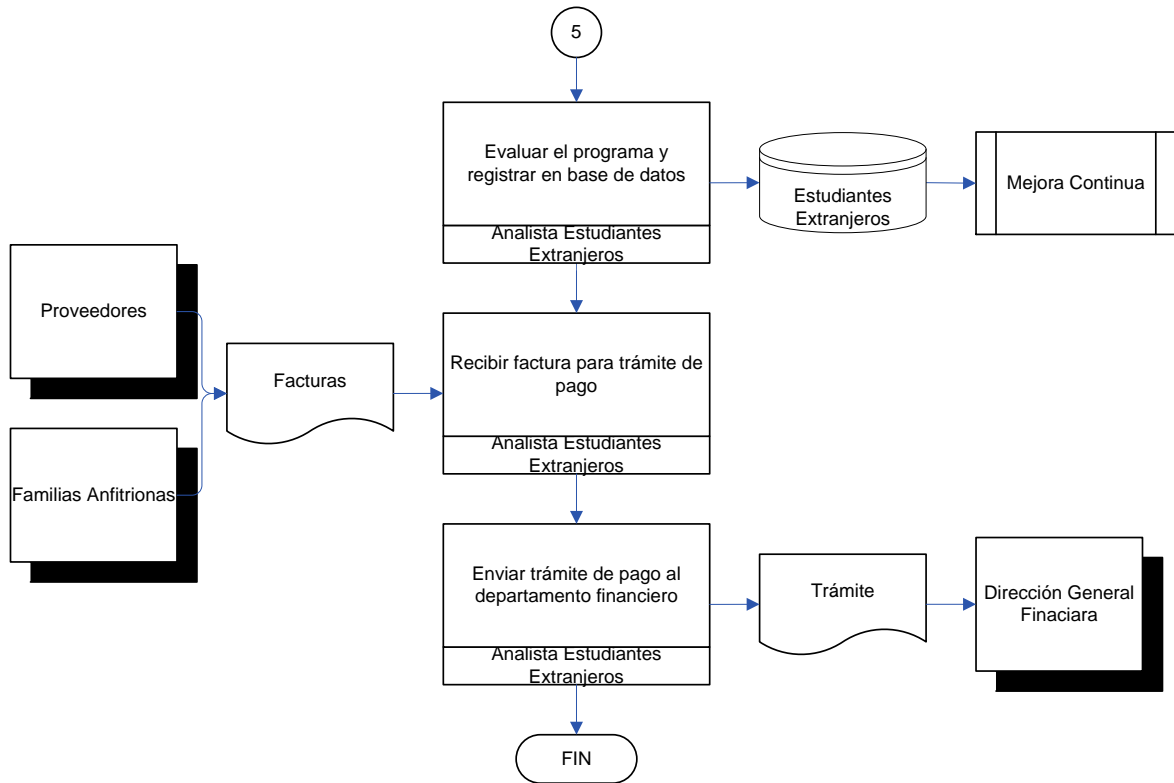 5
Evaluar el programa y
registrar en base de datos
Analista Estudiantes
Extranjeros
Estudiantes
Extranjeros
Mejora Continua
Proveedores
Familias Anfitrionas
Facturas
Recibir factura para trámite de
pago
Analista Estudiantes
Extranjeros
Enviar trámite de pago al
departamento financiero
Analista Estudiantes
Extranjeros
Trámite
Dirección General
Finaciara
FIN